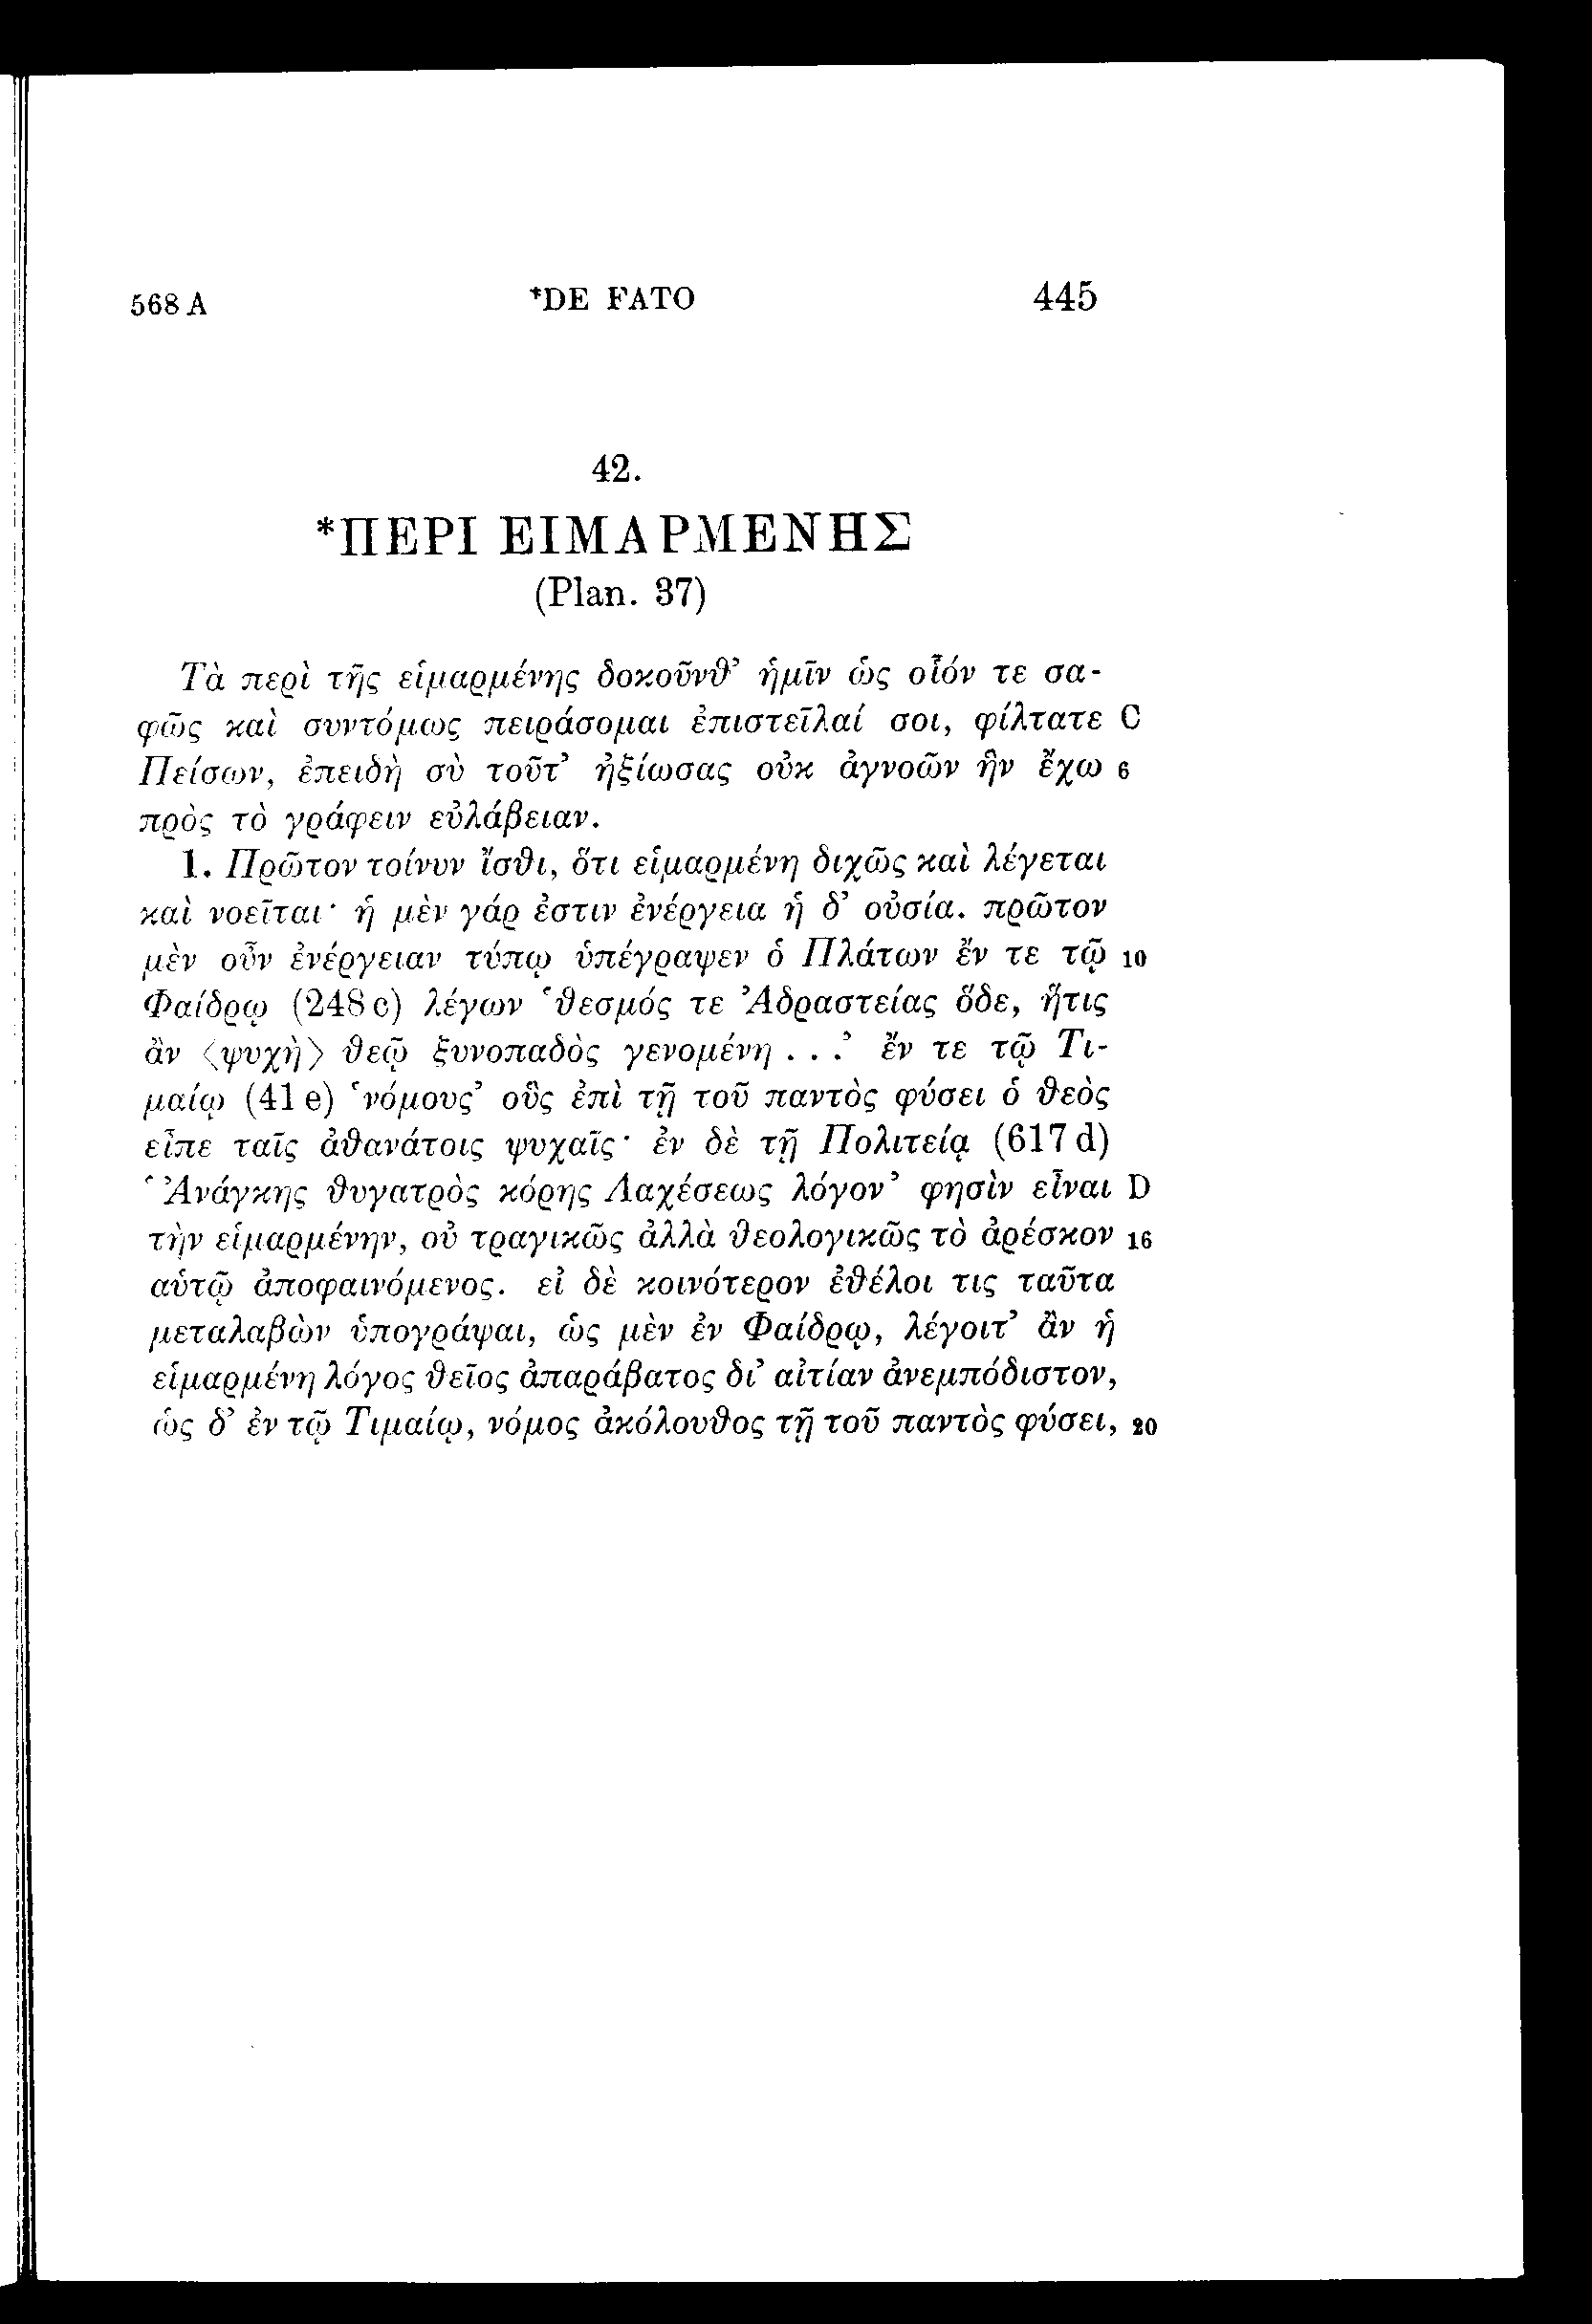 568 A *DE FATO 445
42.
*ΠΕΡΙ ΕΙΜΑΡΜΕΝΗΣ
(Plan. 37)
Τὰ περὶ τῆς εἱμαρμένης δοκοῦνθ’ ἡμῖν ὡς οἷόν τε σα-
φῶς καὶ συντόμως πειράσομαι ἐπιστεῖλαί σοι, φίλτατε C
Πείσων, ἐπειδὴ σὺ τοῦτ’ ἠξίωσας οὐκ ἀγνοῶν ἣν ἔχω 6
πρὸς τὸ γράφειν εὐλάβειαν.
1. Πρῶτον τοίνυν ἴσθι, ὅτι εἱμαρμένη διχῶς καὶ λέγεται
καὶ νοεῖται· ἡ μὲν γάρ ἐστιν ἐνέργεια ἡ δ’ οὐσία. πρῶτον
μὲν οὖν ἐνέργειαν τύπῳ ὑπέγραψεν ὁ Πλάτων ἔν τε τῷ 10
Φαίδρῳ (248 c) λέγων ‘θεσμός τε Ἀδραστείας ὅδε, ἥτις
ἂν ⟨ψυχὴ⟩ θεῷ ξυνοπαδὸς γενομένη . . .’ ἔν τε τῷ Τι-
μαίῳ (41 e) ‘νόμους’ οὓς ἐπὶ τῇ τοῦ παντὸς φύσει ὁ θεὸς
εἶπε ταῖς ἀθανάτοις ψυχαῖς· ἐν δὲ τῇ Πολιτείᾳ (617 d)
‘Ἀνάγκης θυγατρὸς κόρης Λαχέσεως λόγον’ φησὶν εἶναι D
τὴν εἱμαρμένην, οὐ τραγικῶς ἀλλὰ θεολογικῶς τὸ ἀρέσκον 16
αὑτῷ ἀποφαινόμενος. εἰ δὲ κοινότερον ἐθέλοι τις ταῦτα
μεταλαβὼν ὑπογράψαι, ὡς μὲν ἐν Φαίδρῳ, λέγοιτ’ ἂν ἡ
εἱμαρμένη λόγος θεῖος ἀπαράβατος δι’ αἰτίαν ἀνεμπόδιστον,
ὡς δ’ ἐν τῷ Τιμαίῳ, νόμος ἀκόλουθος τῇ τοῦ παντὸς φύσει, 20